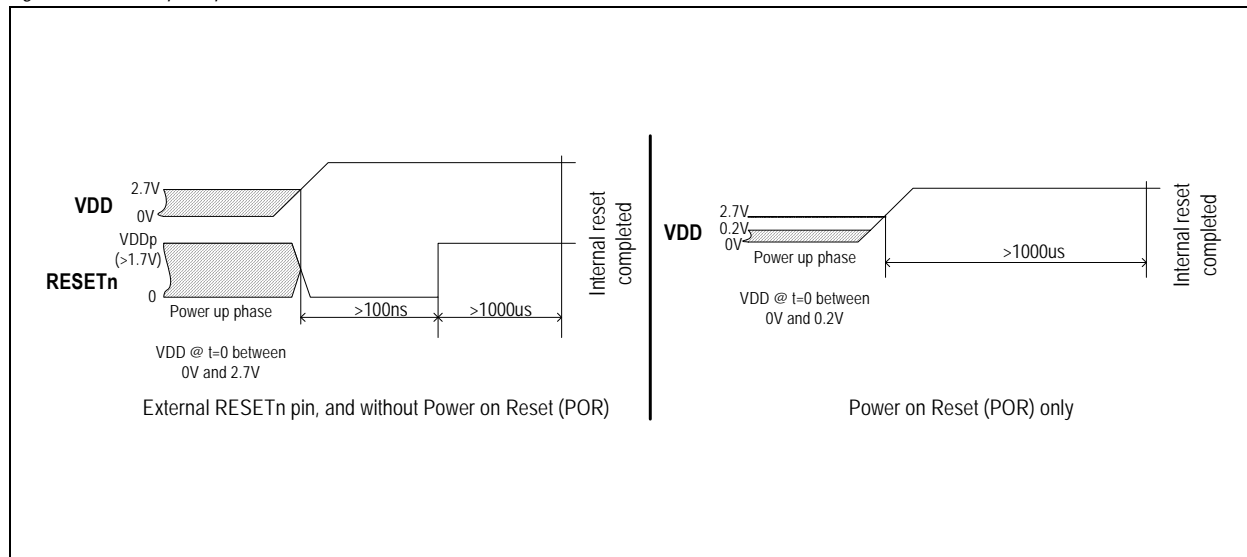 2.7V
VDD
0V
VDDp
(>1.7V)
RESETn
0
Power up phase
>100ns
>1000us
VDD @ t=0 between
0V and 2.7V
Internal reset
completed
External RESETn pin, and without Power on Reset (POR)
2.7V
0.2V
VDD
0V
Power up phase
>1000us
VDD @ t=0 between
0V and 0.2V
Internal reset
completed
Power on Reset (POR) only